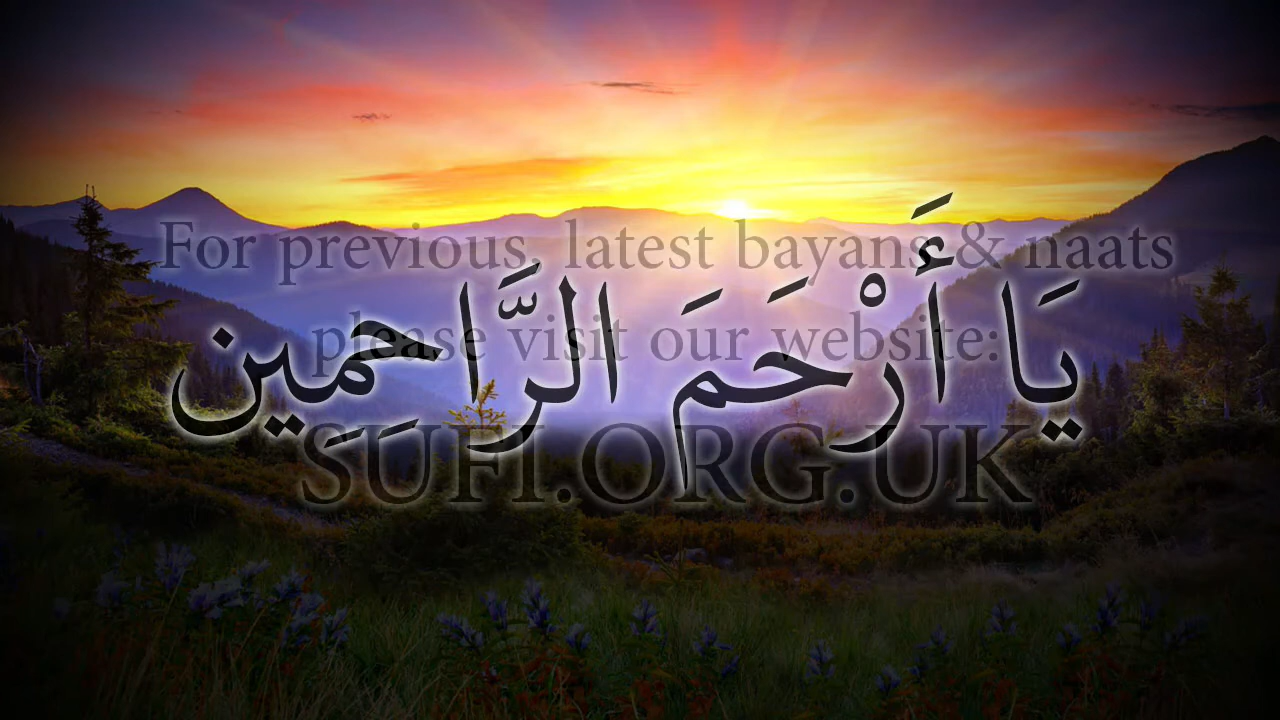 For previous, latest bayans & naats
يَا أَرْحَمَ الرَّاحِمِين
please visit our website:
SUFI.ORG.UK